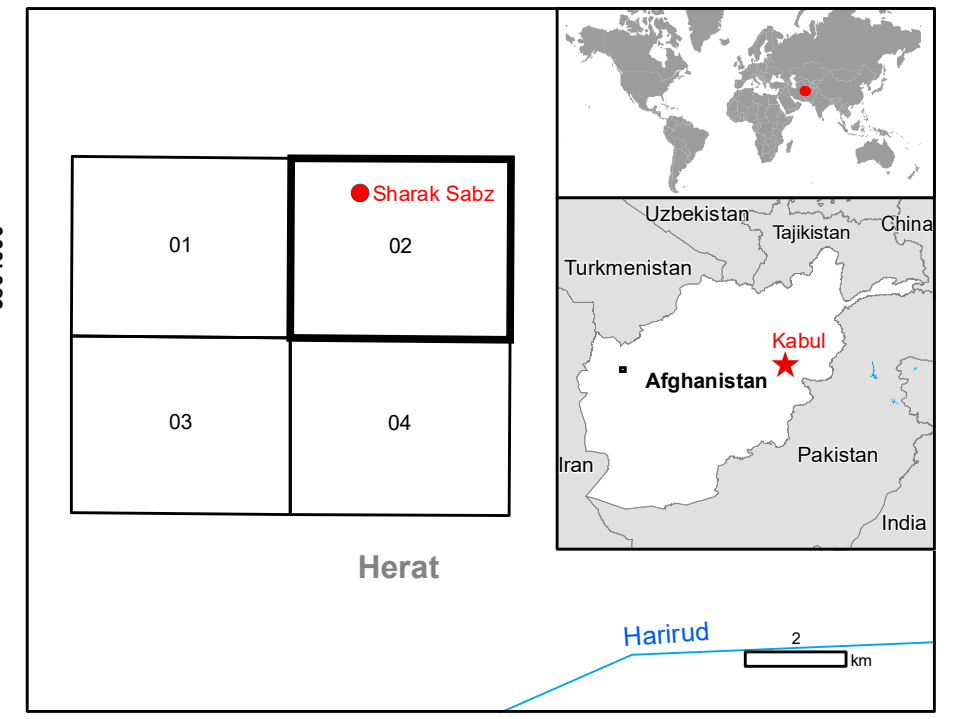 Uzbekistan
Tajikistan
China
Turkmenistan
Sharak Sabz
01
02
Kabul
Afghanistan
03
04
Iran
Pakistan
India
Herat
Harirud
2
km